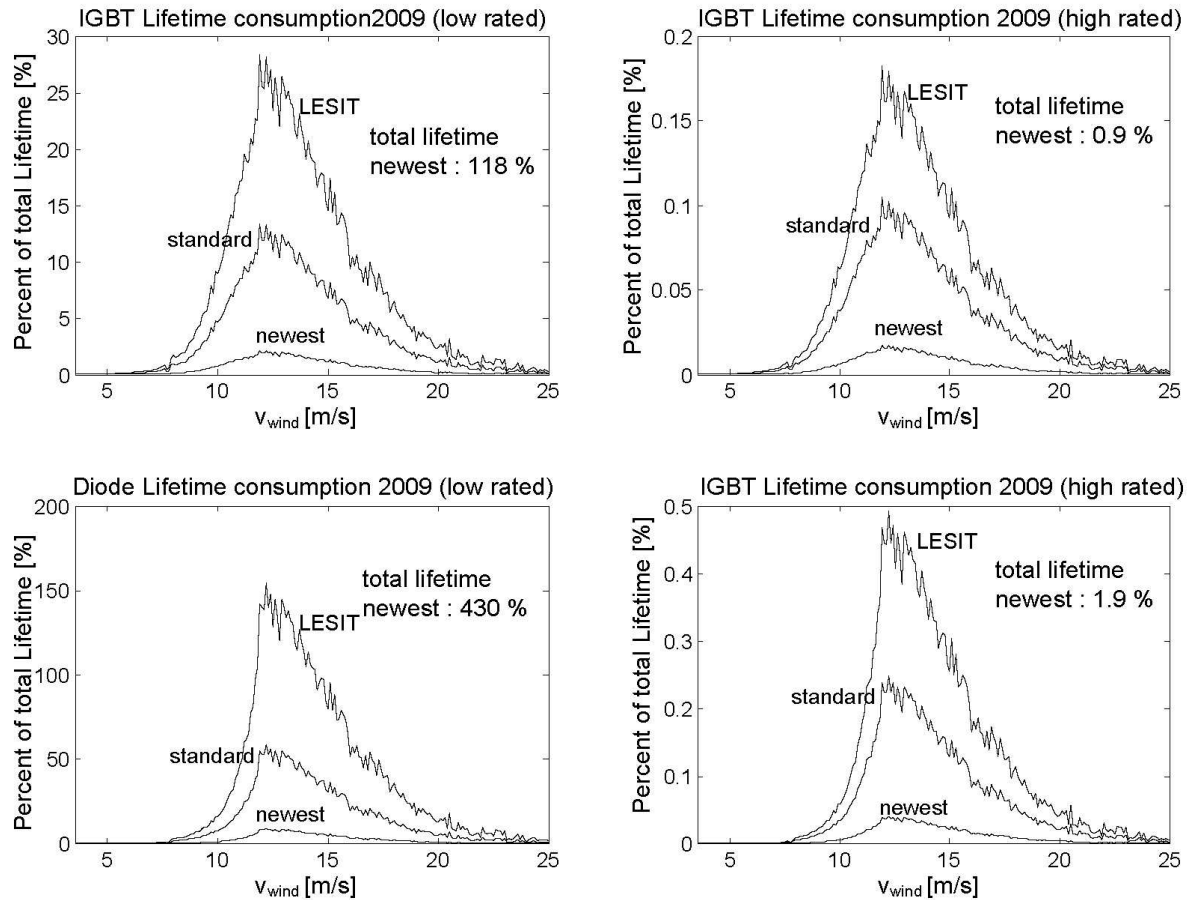 IGBT Lifetime consumption2009 (low rated)
Percent of total Lifetime [%]
30
25
20
15
10
5
0
LESIT
total lifetime
newest : 118 %
standard
newest
5 10 15 20 25
v_wind [m/s]
IGBT Lifetime consumption 2009 (high rated)
Percent of total Lifetime [%]
0.2
0.15
0.1
0.05
0
LESIT
total lifetime
newest : 0.9 %
standard
newest
5 10 15 20 25
v_wind [m/s]
Diode Lifetime consumption 2009 (low rated)
Percent of total Lifetime [%]
200
150
100
50
0
total lifetime
newest : 430 %
LESIT
standard
newest
5 10 15 20 25
v_wind [m/s]
IGBT Lifetime consumption 2009 (high rated)
Percent of total Lifetime [%]
0.5
0.4
0.3
0.2
0.1
0
LESIT
total lifetime
newest : 1.9 %
standard
newest
5 10 15 20 25
v_wind [m/s]